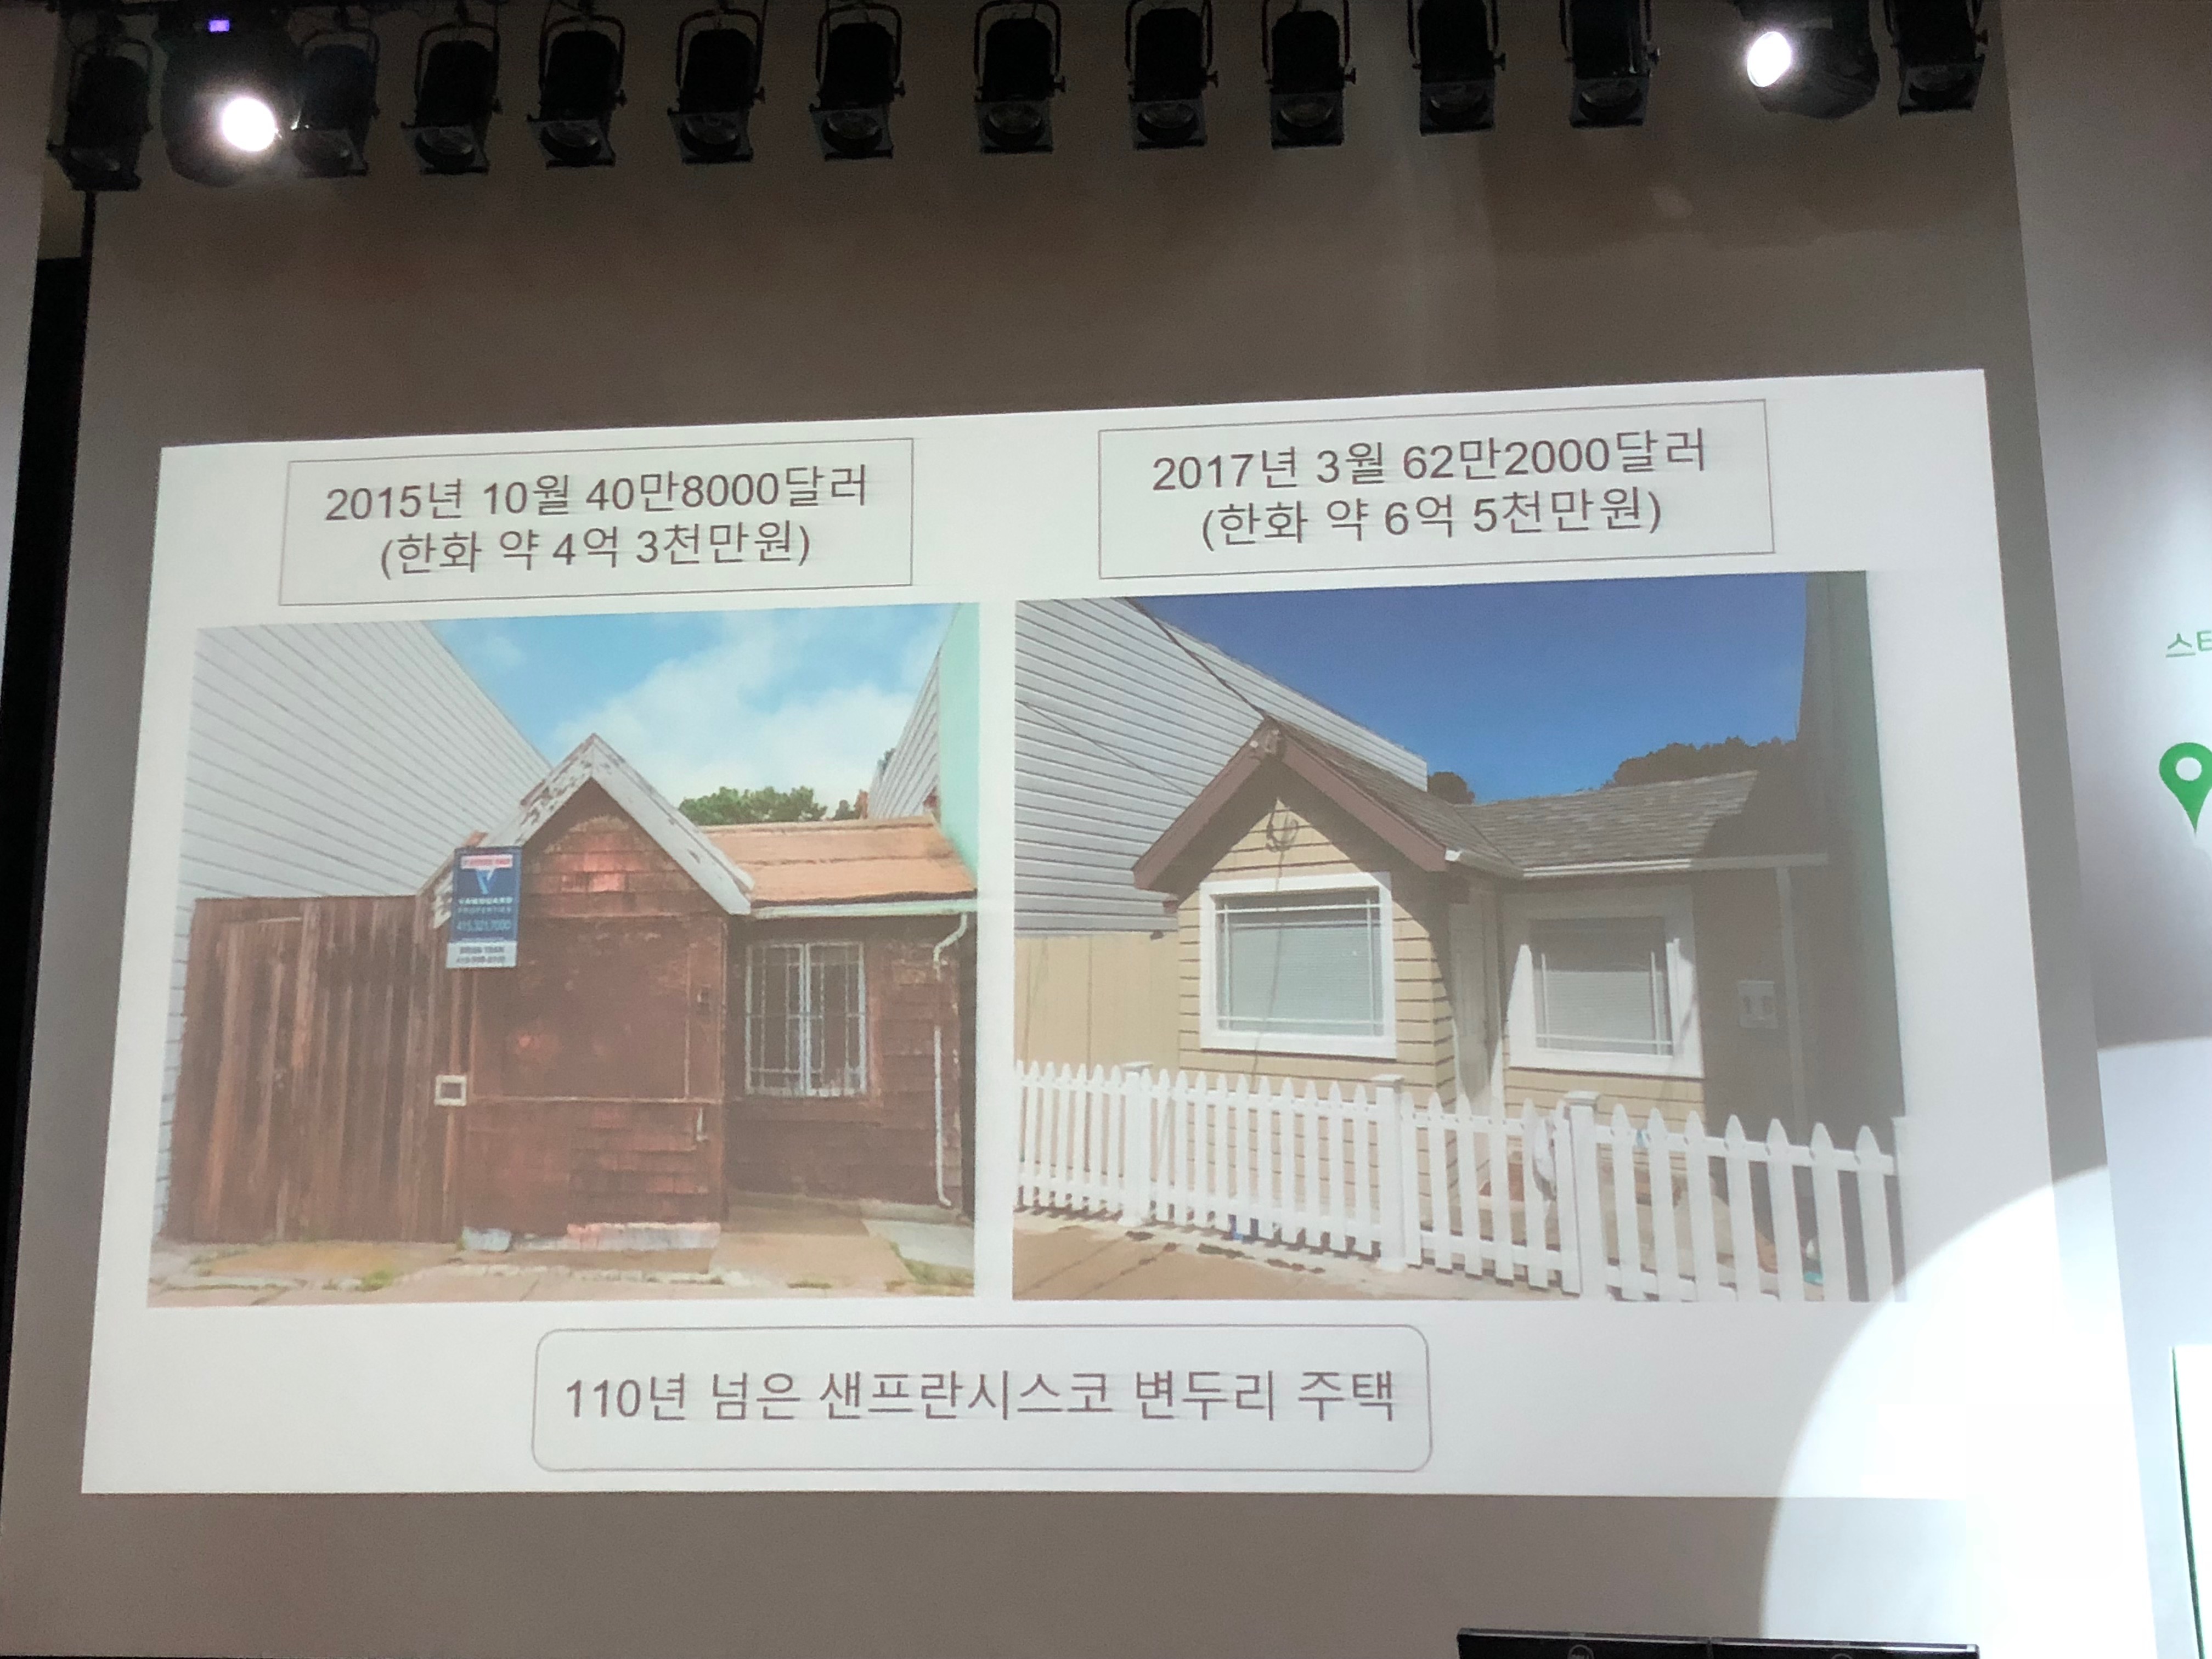 2015년 10월 40만8000달러
(한화 약 4억 3천만원)
2017년 3월 62만2000달러
(한화 약 6억 5천만원)
VANGUARD
PROPERTIES
415.321.7000
110년 넘은 샌프란시스코 변두리 주택